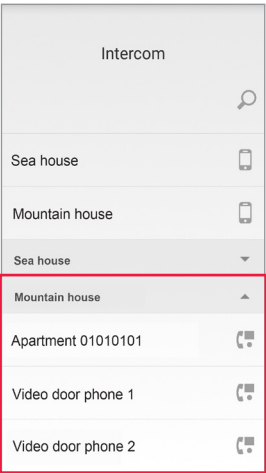 Intercom
Sea house
Mountain house
Sea house
Mountain house
Apartment 01010101
Video door phone 1
Video door phone 2